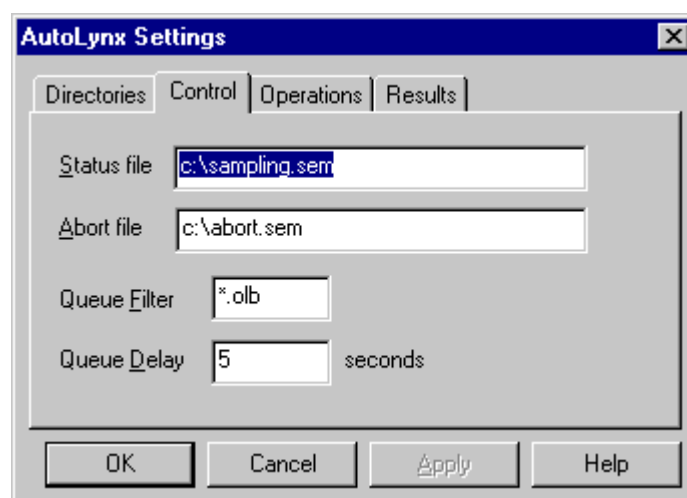 AutoLynx Settings
Directories Control Operations Results
Status file c:\sampling.sem
Abort file c:\abort.sem
Queue Filter *.olb
Queue Delay 5 seconds
OK Cancel Apply Help